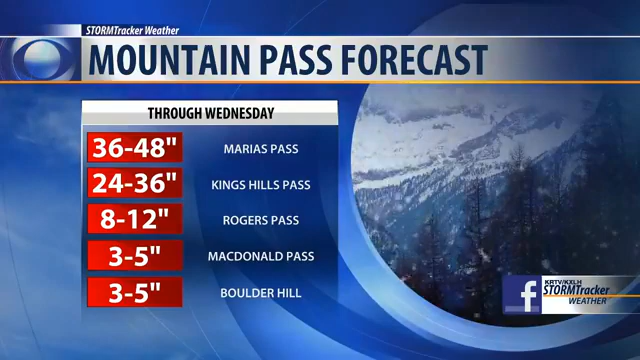 STORMTracker Weather
MOUNTAIN PASS FORECAST
THROUGH WEDNESDAY
36-48" MARIAS PASS
24-36" KINGS HILLS PASS
8-12" ROGERS PASS
3-5" MACDONALD PASS
3-5" BOULDER HILL
f
KRTV/KXLH
STORMTracker
WEATHER